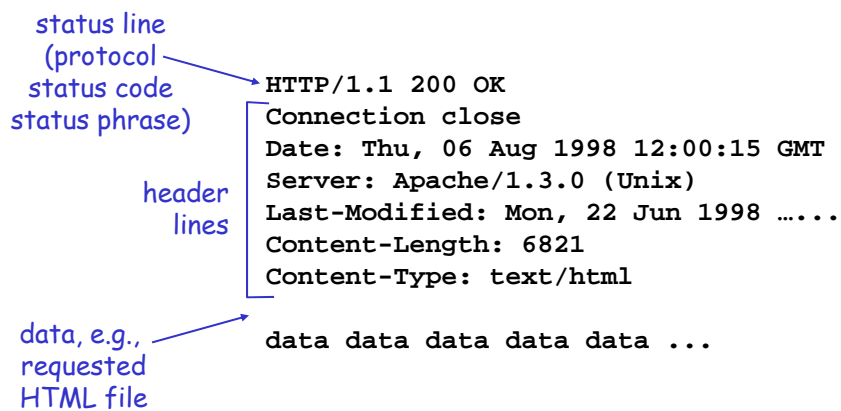 status line
(protocol
status code
status phrase)
HTTP/1.1 200 OK
Connection close
Date: Thu, 06 Aug 1998 12:00:15 GMT
Server: Apache/1.3.0 (Unix)
Last-Modified: Mon, 22 Jun 1998 …...
Content-Length: 6821
Content-Type: text/html
header
lines
data, e.g.,
requested
HTML file
data data data data data ...